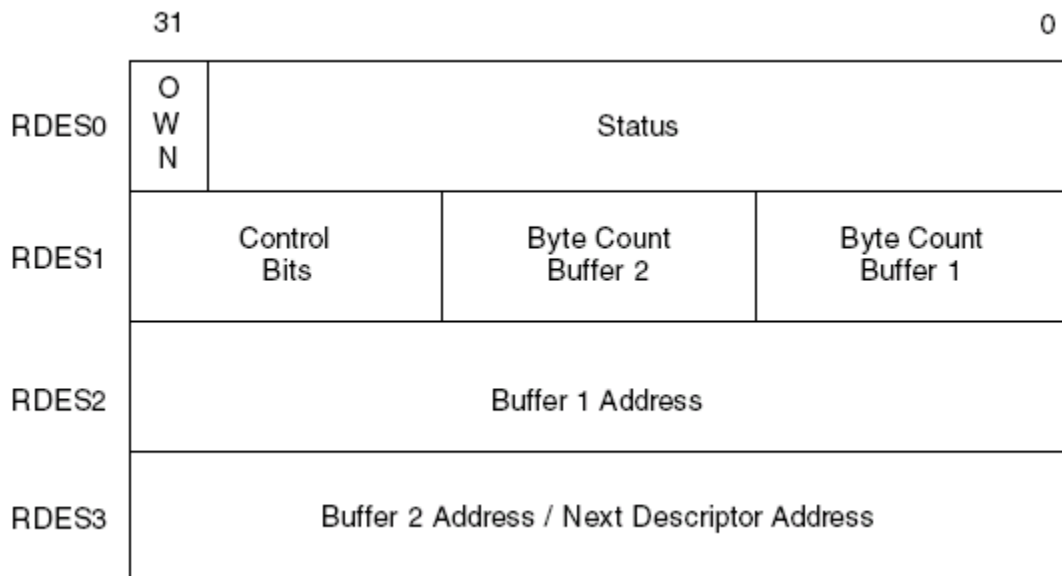 31 0
O
W
N
RDES0 Status
RDES1 Control Bits Byte Count Buffer 2 Byte Count Buffer 1
RDES2 Buffer 1 Address
RDES3 Buffer 2 Address / Next Descriptor Address